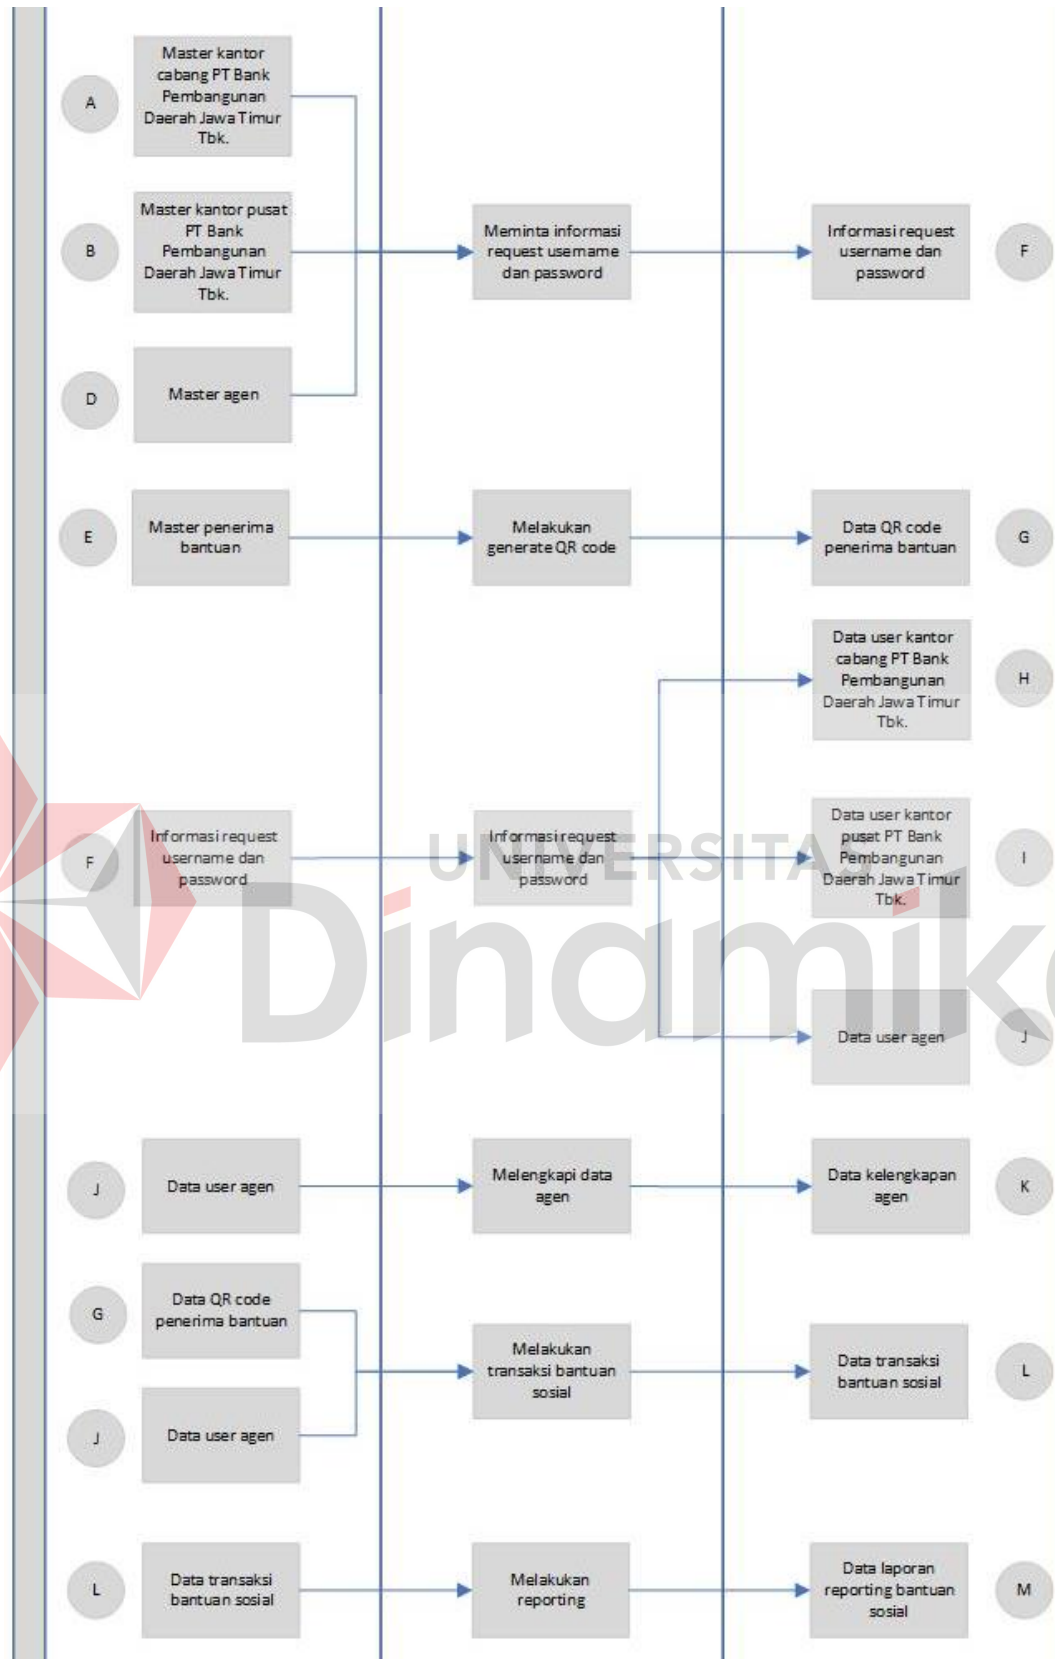 A
Master kantor
cabang PT Bank
Pembangunan
Daerah Jawa Timur
Tbk.
B
Master kantor pusat
PT Bank
Pembangunan
Daerah Jawa Timur
Tbk.
Meminta informasi
request username
dan password
Informasi request
username dan
password
F
D
Master agen
E
Master penerima
bantuan
Melakukan
generate QR code
Data QR code
penerima bantuan
G
Data user kantor
cabang PT Bank
Pembangunan
Daerah Jawa Timur
Tbk.
H
F
Informasi request
username dan
password
Informasi request
username dan
password
Data user kantor
pusat PT Bank
Pembangunan
Daerah Jawa Timur
Tbk.
I
UNIVERSITAS
Dinamika
Data user agen
J
J
Data user agen
Melengkapi data
agen
Data kelengkapan
agen
K
G
Data QR code
penerima bantuan
Melakukan
transaksi bantuan
sosial
Data transaksi
bantuan sosial
L
J
Data user agen
L
Data transaksi
bantuan sosial
Melakukan
reporting
Data laporan
reporting bantuan
sosial
M